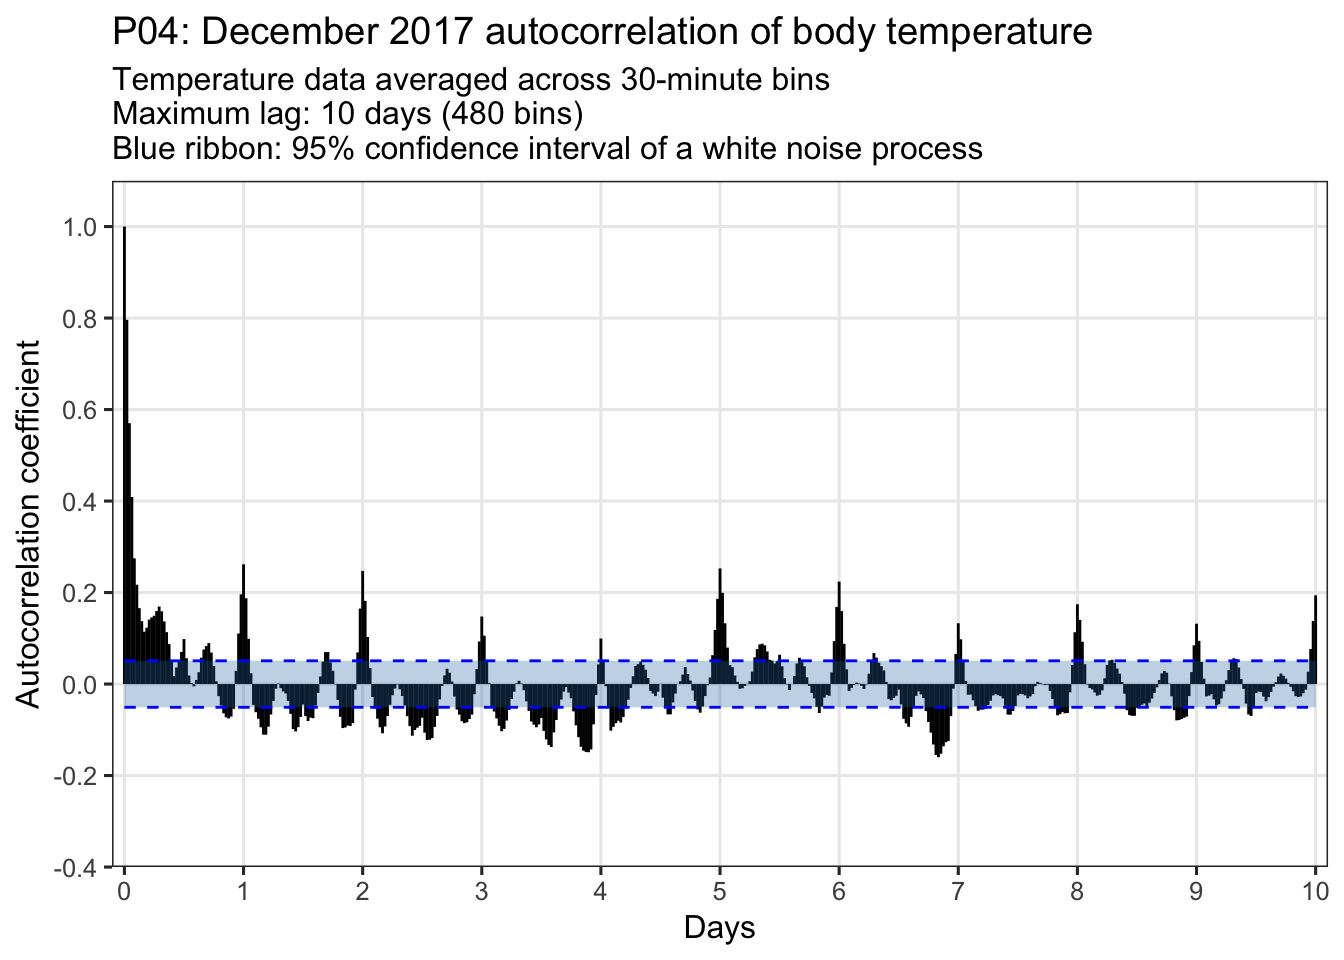 P04: December 2017 autocorrelation of body temperature
Temperature data averaged across 30-minute bins
Maximum lag: 10 days (480 bins)
Blue ribbon: 95% confidence interval of a white noise process
Autocorrelation coefficient
1.0
0.8
0.6
0.4
0.2
0.0
-0.2
-0.4
0 1 2 3 4 5 6 7 8 9 10
Days